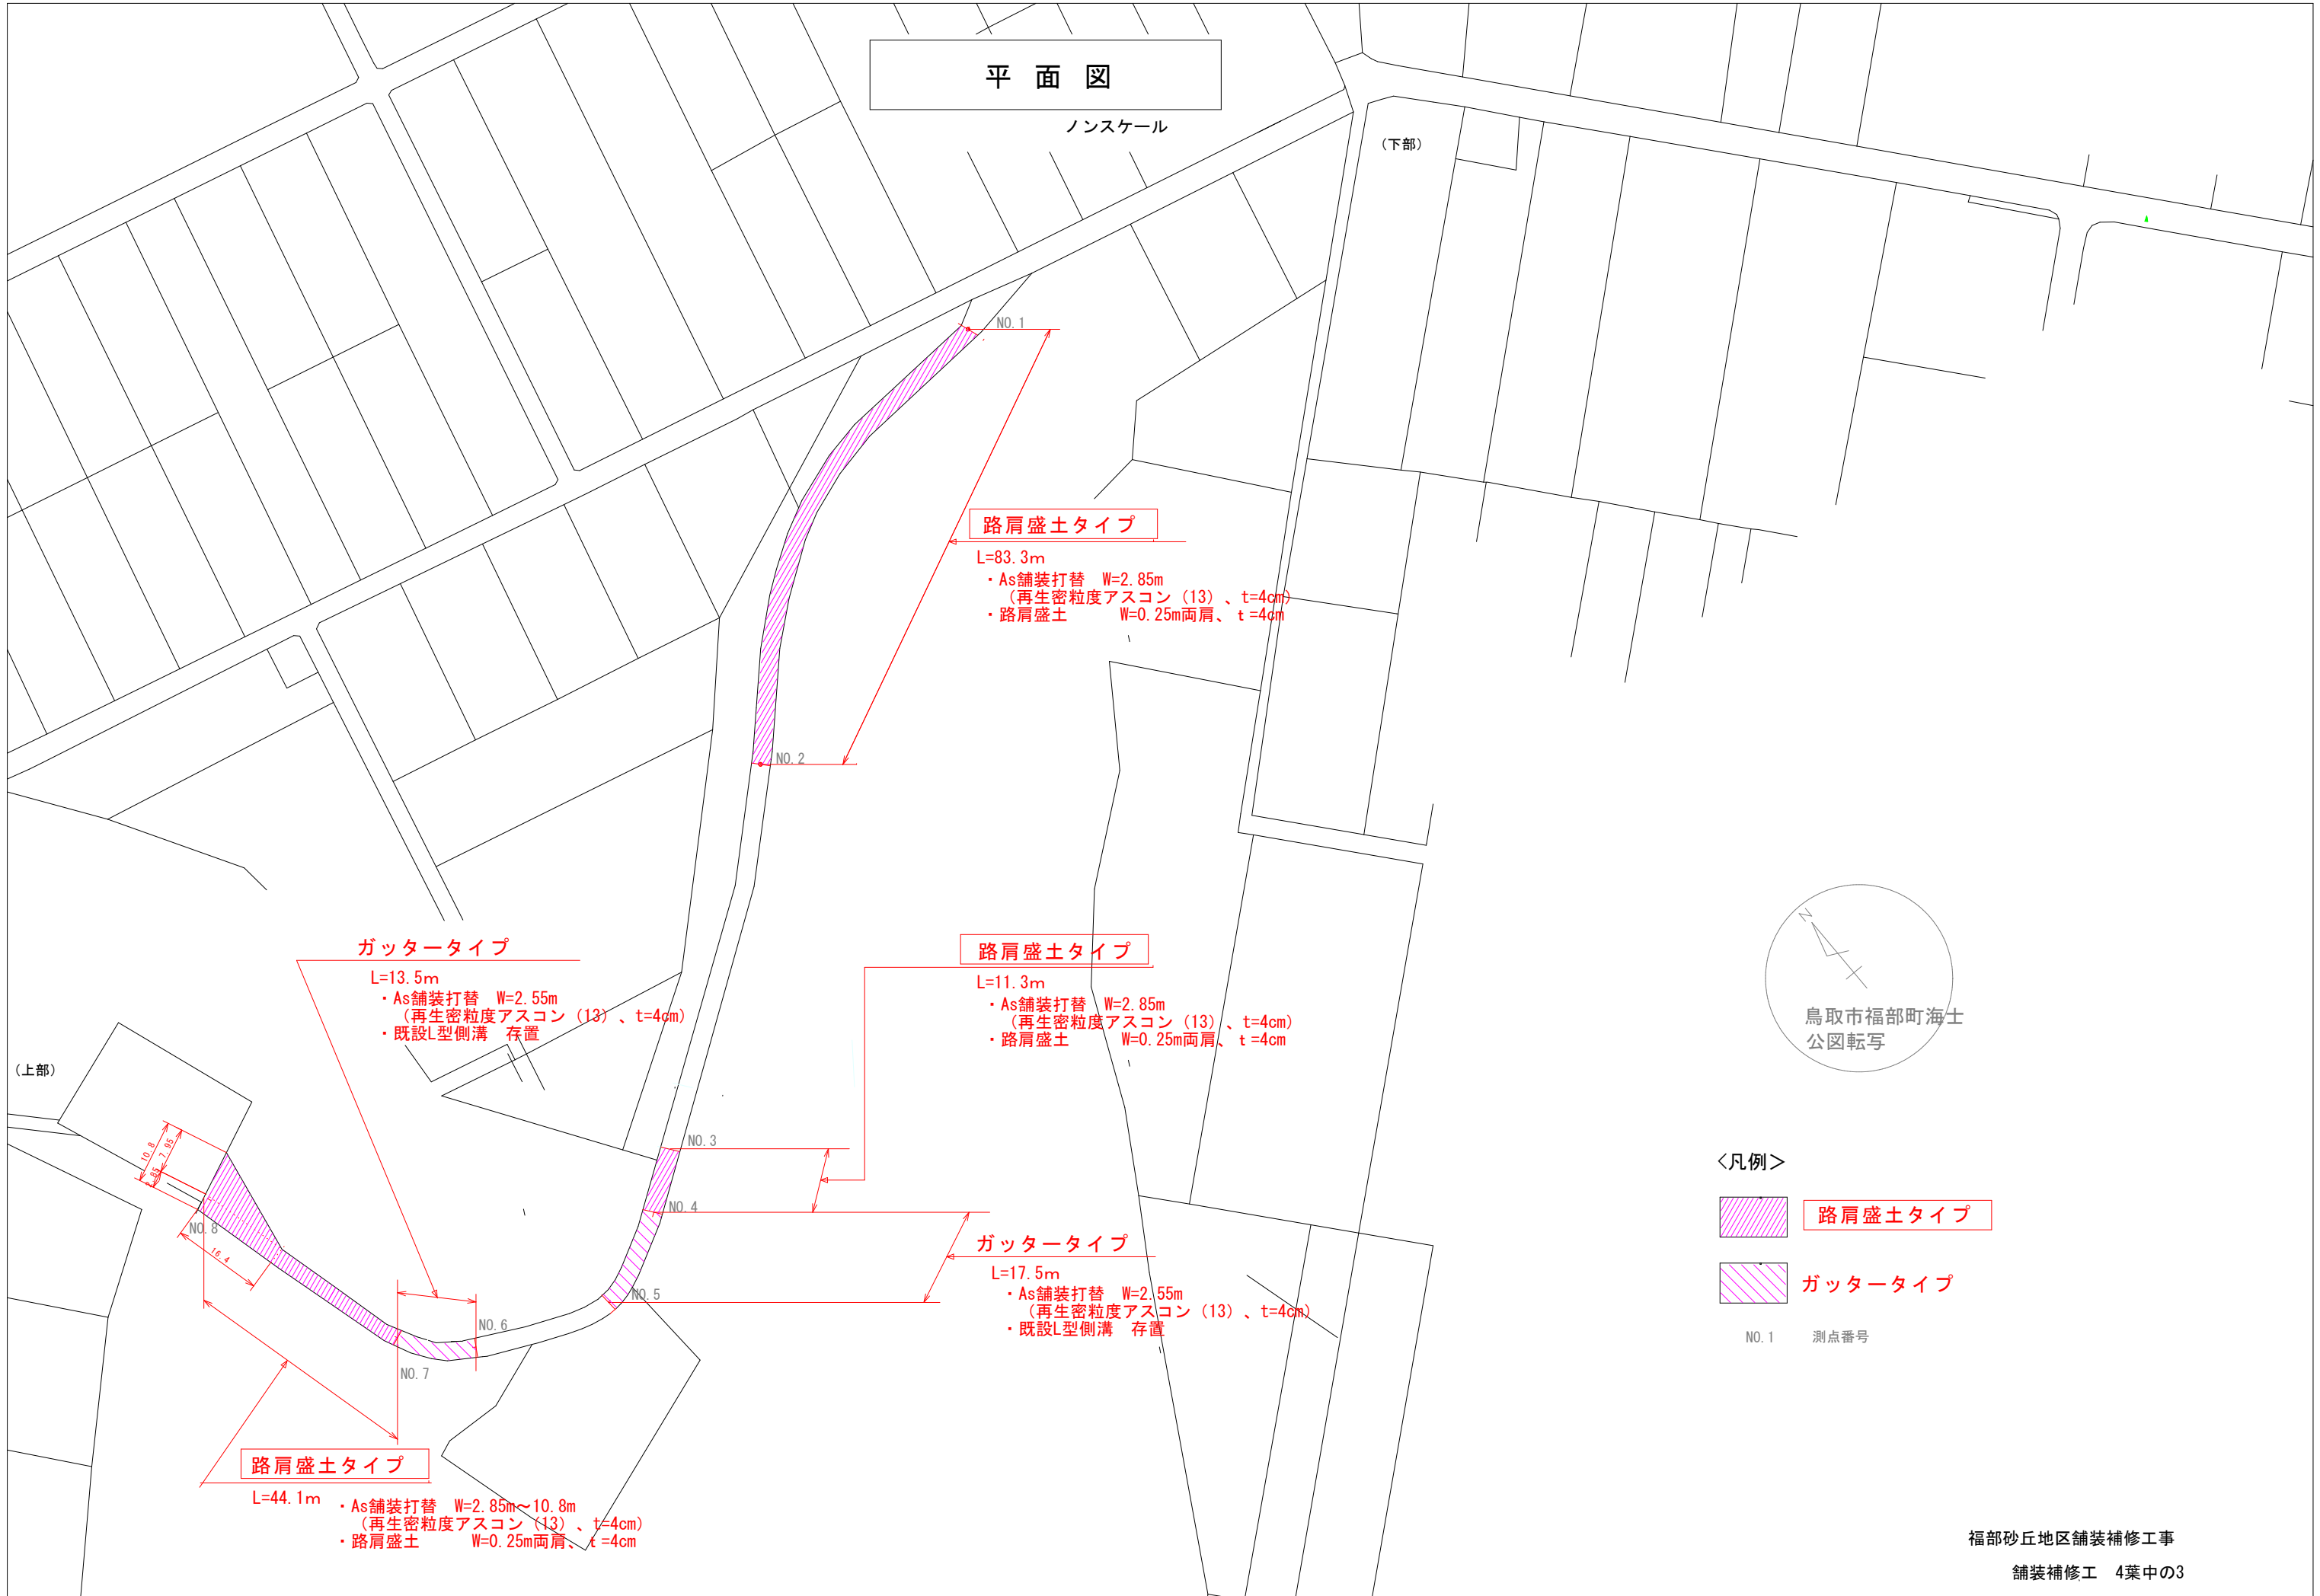 平 面 図
ノンスケール
（下部）
NO.1
路肩盛土タイプ
L=83.3m
・As舗装打替　W=2.85m
（再生密粒度アスコン（13）、t=4cm）
・路肩盛土　　　W=0.25m両肩、ｔ=4cm
NO.2
ガッタータイプ
L=13.5m
・As舗装打替　W=2.55m
（再生密粒度アスコン（13）、t=4cm）
・既設L型側溝　存置
路肩盛土タイプ
L=11.3m
・As舗装打替　W=2.85m
（再生密粒度アスコン（13）、t=4cm）
・路肩盛土　　　W=0.25m両肩、ｔ=4cm
N
鳥取市福部町海士
公図転写
（上部）
10.8
7.95
2.85
NO.3
NO.4
NO.8
16.4
ガッタータイプ
L=17.5m
・As舗装打替　W=2.55m
（再生密粒度アスコン（13）、t=4cm）
・既設L型側溝　存置
NO.5
NO.6
NO.7
＜凡例＞
路肩盛土タイプ
ガッタータイプ
NO.1　測点番号
路肩盛土タイプ
L=44.1m
・As舗装打替　W=2.85m～10.8m
（再生密粒度アスコン（13）、t=4cm）
・路肩盛土　　　W=0.25m両肩、ｔ=4cm
福部砂丘地区舗装補修工事
舗装補修工　4葉中の3